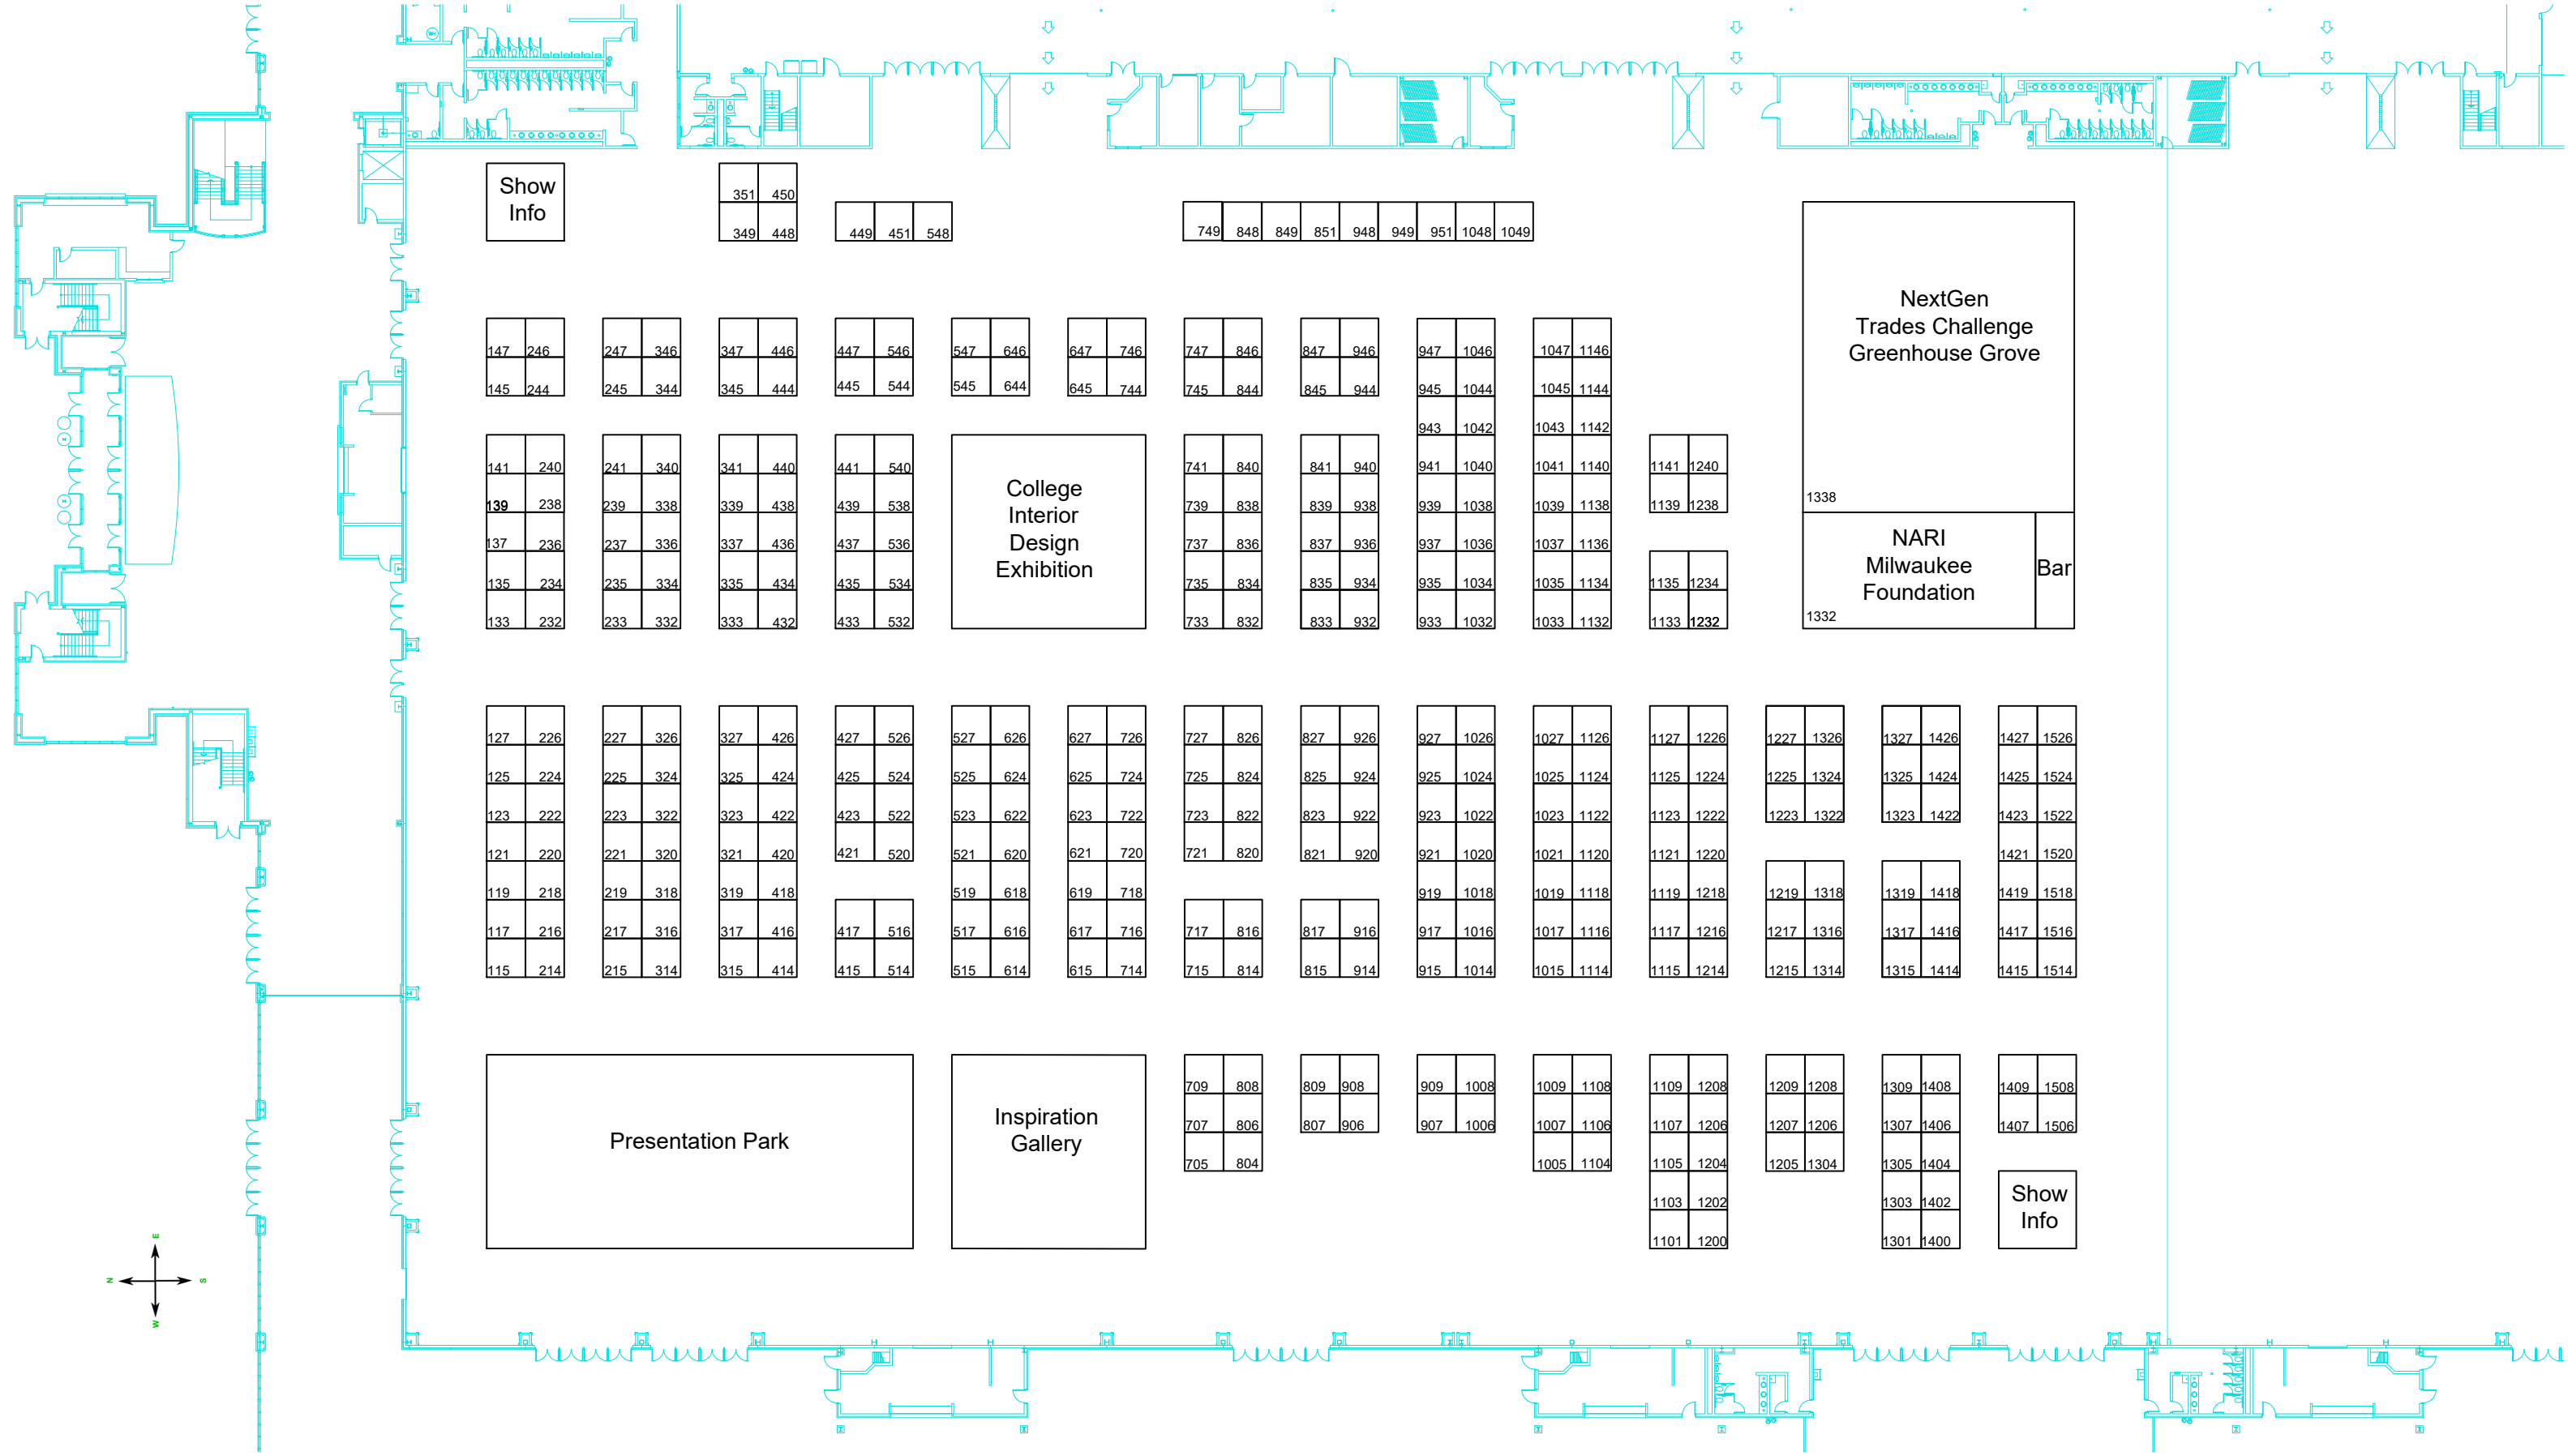 Show
Info
351 450
349 448
449 451 548
749 848 849 851 948 949 951 1048 1049
NextGen
Trades Challenge
Greenhouse Grove
1338
NARI
Milwaukee
Foundation
1332
Bar
147 246 247 346 347 446 447 546 547 646 647 746 747 846 847 946 947 1046 1047 1146
145 244 245 344 345 444 445 544 545 644 645 744 745 844 845 944 945 1044 1045 1144
943 1042 1043 1142
141 240 241 340 341 440 441 540 741 840 841 940 941 1040 1041 1140 1141 1240
139 238 239 338 339 438 439 538 739 838 839 938 939 1038 1039 1138 1139 1238
137 236 237 336 337 436 437 536 737 836 837 936 937 1036 1037 1136
135 234 235 334 335 434 435 534 735 834 835 934 935 1034 1035 1134 1135 1234
133 232 233 332 333 432 433 532 733 832 833 932 933 1032 1033 1132 1133 1232
College
Interior
Design
Exhibition
127 226 227 326 327 426 427 526 527 626 627 726 727 826 827 926 927 1026 1027 1126 1127 1226 1227 1326 1327 1426 1427 1526
125 224 225 324 325 424 425 524 525 624 625 724 725 824 825 924 925 1024 1025 1124 1125 1224 1225 1324 1325 1424 1425 1524
123 222 223 322 323 422 423 522 523 622 623 722 723 822 823 922 923 1022 1023 1122 1123 1222 1223 1322 1323 1422 1423 1522
121 220 221 320 321 420 421 520 521 620 621 720 721 820 821 920 921 1020 1021 1120 1121 1220 1421 1520
119 218 219 318 319 418 519 618 619 718 919 1018 1019 1118 1119 1218 1219 1318 1319 1418 1419 1518
117 216 217 316 317 416 417 516 517 616 617 716 717 816 817 916 917 1016 1017 1116 1117 1216 1217 1316 1317 1416 1417 1516
115 214 215 314 315 414 415 514 515 614 615 714 715 814 815 914 915 1014 1015 1114 1115 1214 1215 1314 1315 1414 1415 1514
Presentation Park
Inspiration
Gallery
709 808 809 908 909 1008 1009 1108 1109 1208 1209 1208 1309 1408 1409 1508
707 806 807 906 907 1006 1007 1106 1107 1206 1207 1206 1307 1406 1407 1506
705 804 1005 1104 1105 1204 1205 1304 1305 1404
1103 1202 1303 1402
1101 1200 1301 1400
Show
Info
E
N S
W